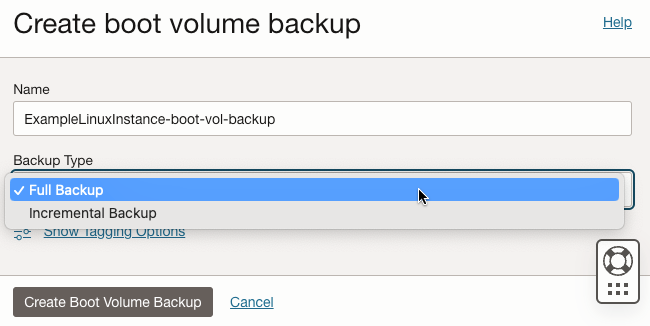 Create boot volume backup
Help
Name
ExampleLinuxInstance-boot-vol-backup
Backup Type
Full Backup
Incremental Backup
Show Tagging Options
Create Boot Volume Backup
Cancel